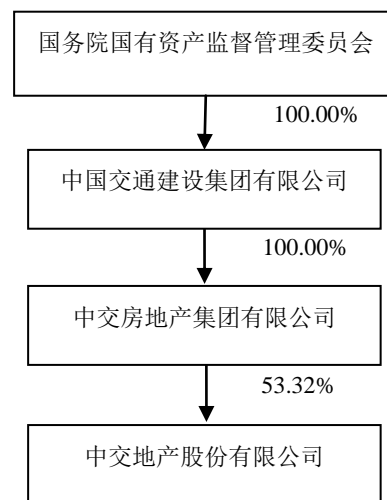 国务院国有资产监督管理委员会
100.00%
中国交通建设集团有限公司
100.00%
中交房地产集团有限公司
53.32%
中交地产股份有限公司